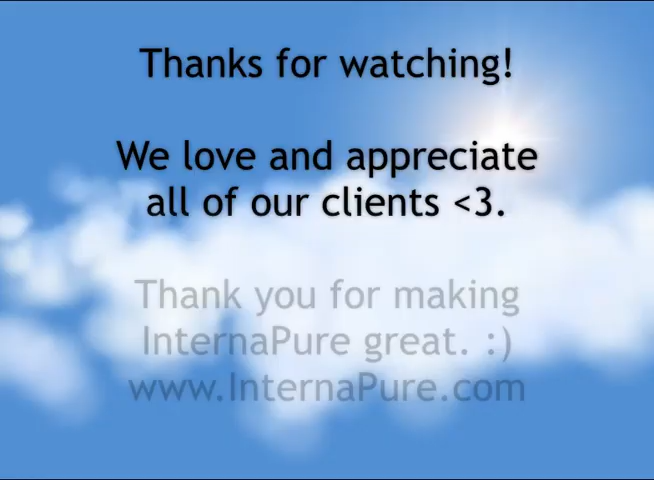 Thanks for watching!
We love and appreciate
all of our clients <3.
Thank you for making
InternaPure great. :)
www.InternaPure.com